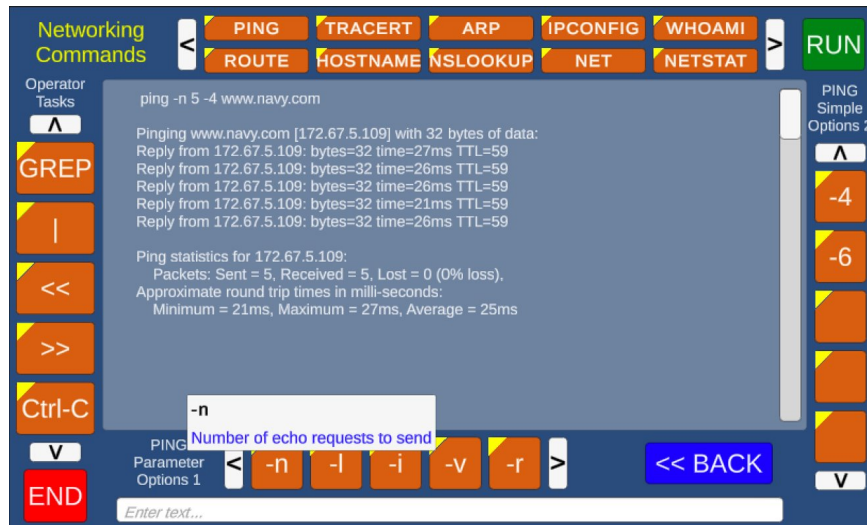 Networking
Commands
<
PING TRACERT ARP IPCONFIG WHOAMI
ROUTE HOSTNAME NSLOOKUP NET NETSTAT
>
RUN
Operator
Tasks
GREP
|
<<
>>
Ctrl-C
V
END
ping -n 5 -4 www.navy.com
Pinging www.navy.com [172.67.5.109] with 32 bytes of data:
Reply from 172.67.5.109: bytes=32 time=27ms TTL=59
Reply from 172.67.5.109: bytes=32 time=26ms TTL=59
Reply from 172.67.5.109: bytes=32 time=26ms TTL=59
Reply from 172.67.5.109: bytes=32 time=21ms TTL=59
Reply from 172.67.5.109: bytes=32 time=26ms TTL=59
Ping statistics for 172.67.5.109:
Packets: Sent = 5, Received = 5, Lost = 0 (0% loss),
Approximate round trip times in milli-seconds:
Minimum = 21ms, Maximum = 27ms, Average = 25ms
-n
Number of echo requests to send
PING
Parameter
Options 1
< -n -l -i -v -r >
<< BACK
Enter text...
PING
Simple
Options 2
-4
-6
V